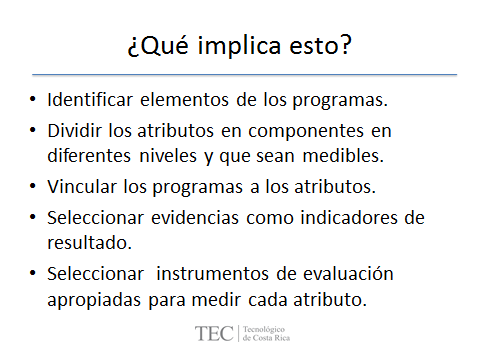 ¿Qué implica esto?
• Identificar elementos de los programas.
• Dividir los atributos en componentes en
diferentes niveles y que sean medibles.
• Vincular los programas a los atributos.
• Seleccionar evidencias como indicadores de
resultado.
• Seleccionar instrumentos de evaluación
apropiadas para medir cada atributo.
TEC | Tecnológico
de Costa Rica